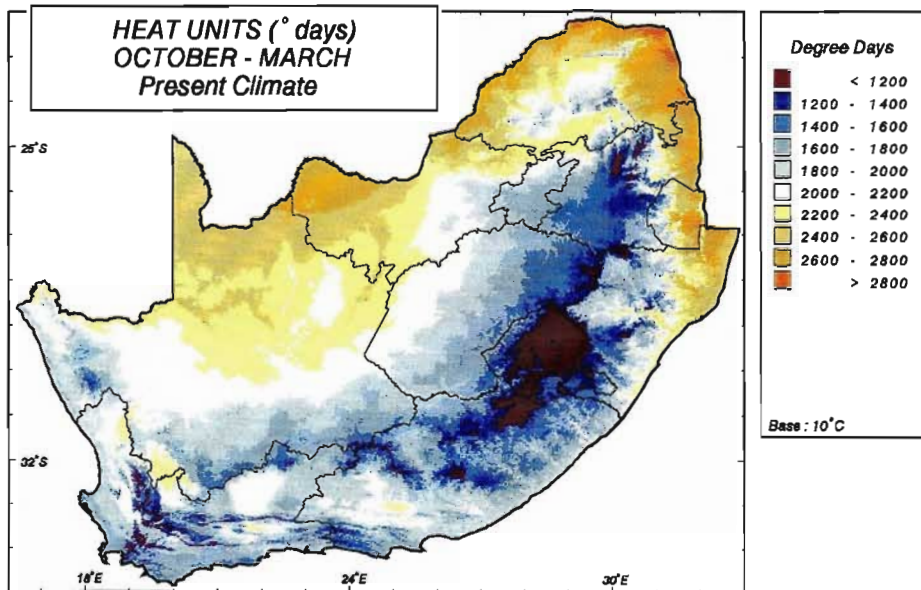 HEAT UNITS (° days)
OCTOBER - MARCH
Present Climate
25°S
32°S
18°E
24°E
30°E
Degree Days
< 1200
1200 - 1400
1400 - 1600
1600 - 1800
1800 - 2000
2000 - 2200
2200 - 2400
2400 - 2600
2600 - 2800
> 2800
Base : 10°C